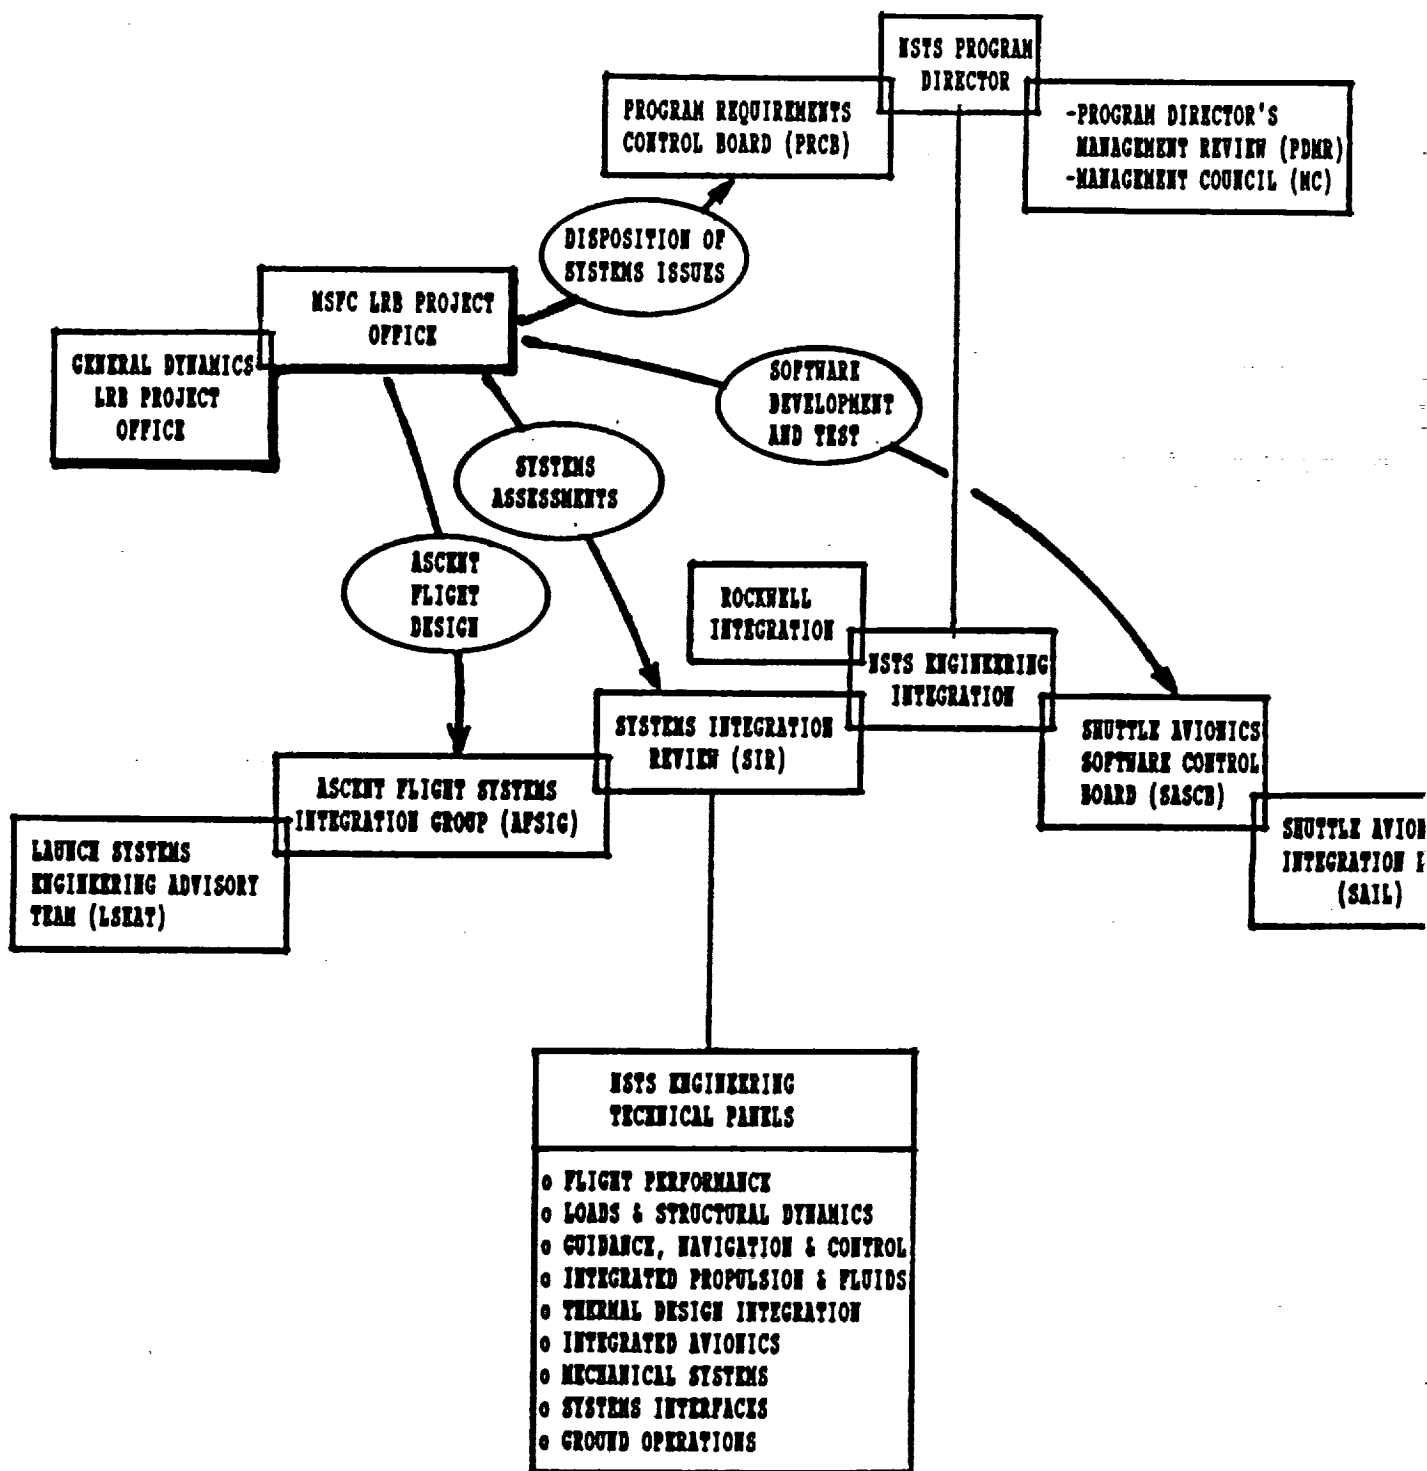 NSTS PROGRAM
DIRECTOR
PROGRAM REQUIREMENTS
CONTROL BOARD (PRCB)
-PROGRAM DIRECTOR'S
MANAGEMENT REVIEW (PDMR)
-MANAGEMENT COUNCIL (MC)
DISPOSITION OF
SYSTEMS ISSUES
MSFC LRB PROJECT
OFFICE
GENERAL DYNAMICS
LRB PROJECT
OFFICE
SOFTWARE
DEVELOPMENT
AND TEST
SYSTEMS
ASSESSMENTS
ASCENT
FLIGHT
DESIGN
ROCKWELL
INTEGRATION
NSTS ENGINEERING
INTEGRATION
SYSTEMS INTEGRATION
REVIEW (SIR)
SHUTTLE AVIONICS
SOFTWARE CONTROL
BOARD (SASCB)
ASCENT FLIGHT SYSTEMS
INTEGRATION GROUP (AFSIG)
LAUNCH SYSTEMS
ENGINEERING ADVISORY
TEAM (LSEAT)
SHUTTLE AVION
INTEGRATION
(SAIL)
NSTS ENGINEERING
TECHNICAL PANELS
o FLIGHT PERFORMANCE
o LOADS & STRUCTURAL DYNAMICS
o GUIDANCE, NAVIGATION & CONTROL
o INTEGRATED PROPULSION & FLUIDS
o THERMAL DESIGN INTEGRATION
o INTEGRATED AVIONICS
o MECHANICAL SYSTEMS
o SYSTEMS INTERFACES
o GROUND OPERATIONS